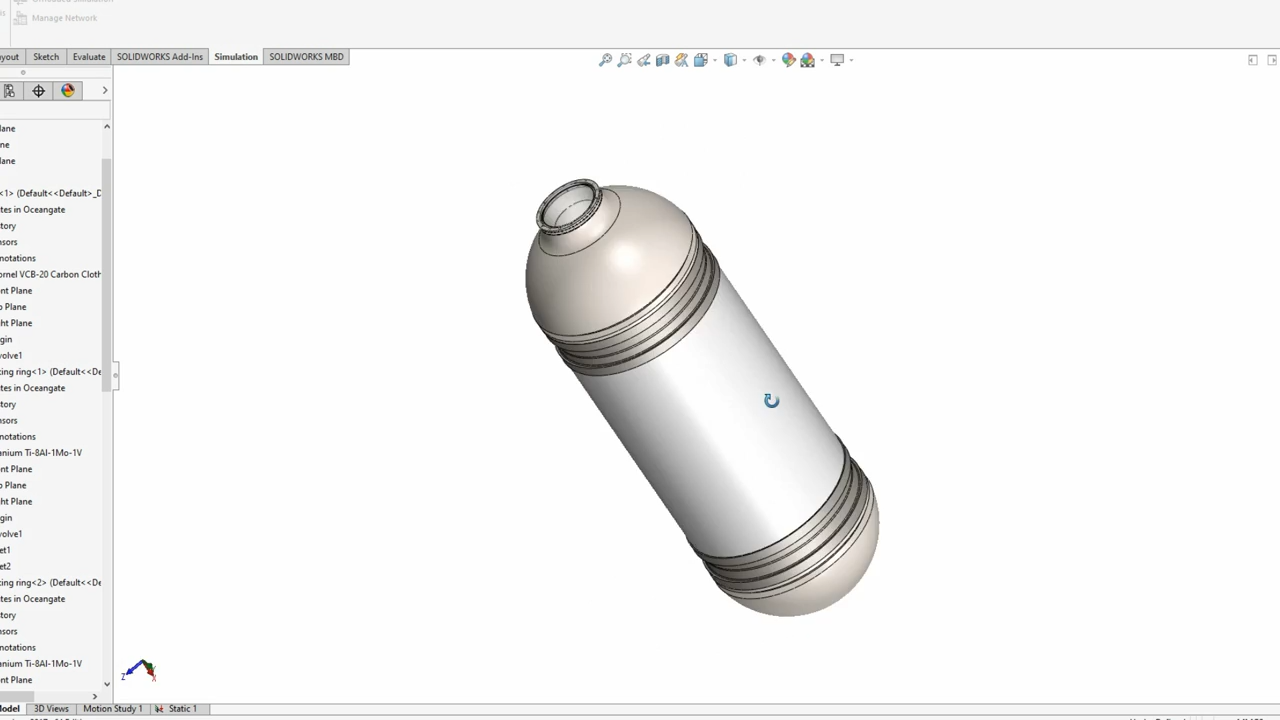 Manage Network
yout Sketch Evaluate SOLIDWORKS Add-Ins Simulation SOLIDWORKS MBD
lane
ne
lane
<1> (Default<<Default>_D
tes in Oceangate
tory
nsors
notations
ornel VCB-20 Carbon Cloth
nt Plane
p Plane
ht Plane
gin
volve1
king ring<1> (Default<<De
tes in Oceangate
tory
nsors
notations
anium Ti-8Al-1Mo-1V
nt Plane
p Plane
ht Plane
gin
volve1
et1
et2
king ring<2> (Default<<De
tes in Oceangate
tory
nsors
notations
anium Ti-8Al-1Mo-1V
nt Plane
Z
Model 3D Views Motion Study 1 Static 1